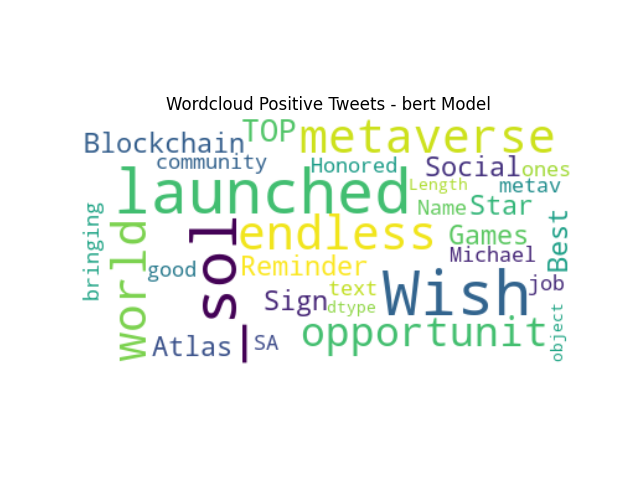 Wordcloud Positive Tweets - bert Model
Blockchain TOP metaverse
community Honored Social ones
launched Length metav
Name Star
bringing world sol endless Games Best
Michael
good Reminder Wish job
text
Sign dtype
opportunit object
Atlas I SA